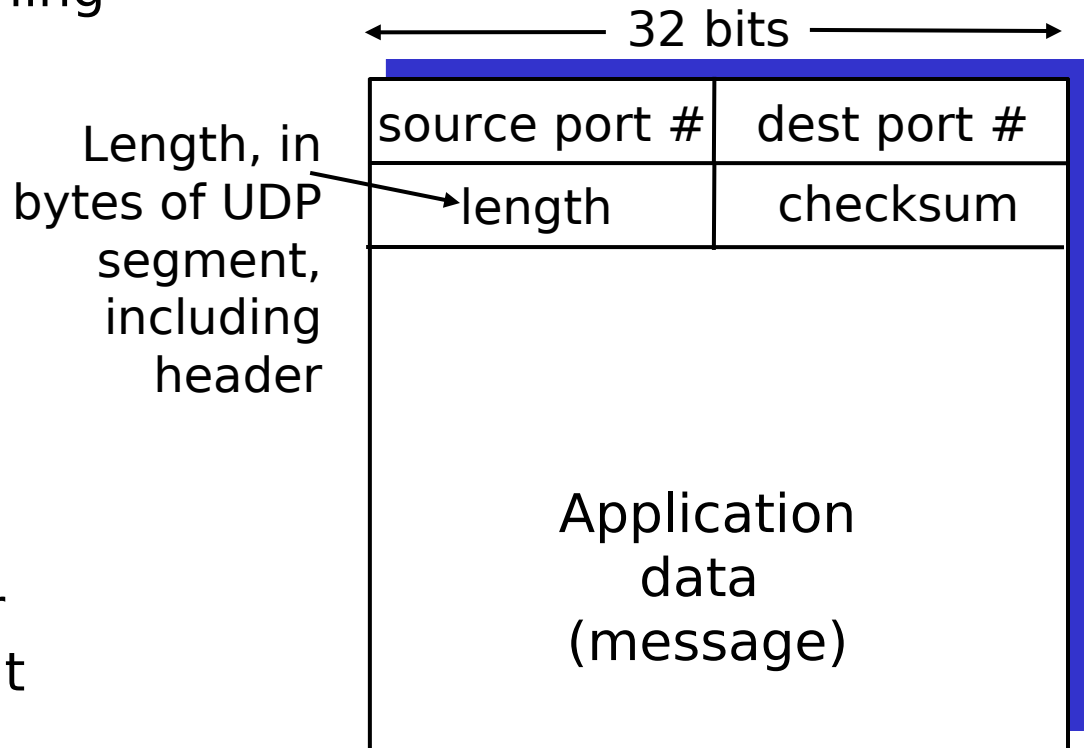 32 bits
source port # dest port #
Length, in
bytes of UDP
segment,
including
header
length checksum
Application
data
(message)
t